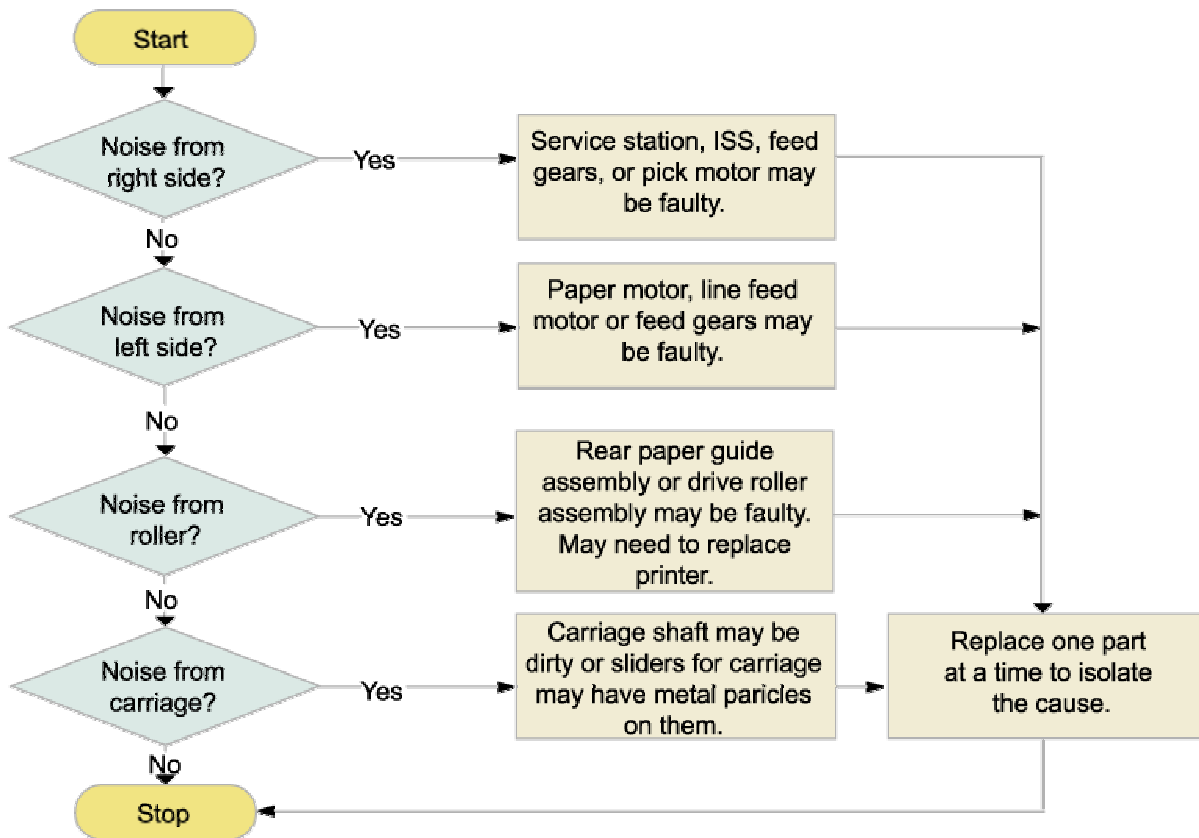 Start
Noise from
right side?
Yes
Service station, ISS, feed
gears, or pick motor may
be faulty.
No
Noise from
left side?
Yes
Paper motor, line feed
motor or feed gears may
be faulty.
No
Noise from
roller?
Yes
Rear paper guide
assembly or drive roller
assembly may be faulty.
May need to replace
printer.
No
Noise from
carriage?
Yes
Carriage shaft may be
dirty or sliders for carriage
may have metal paricles
on them.
Replace one part
at a time to isolate
the cause.
No
Stop